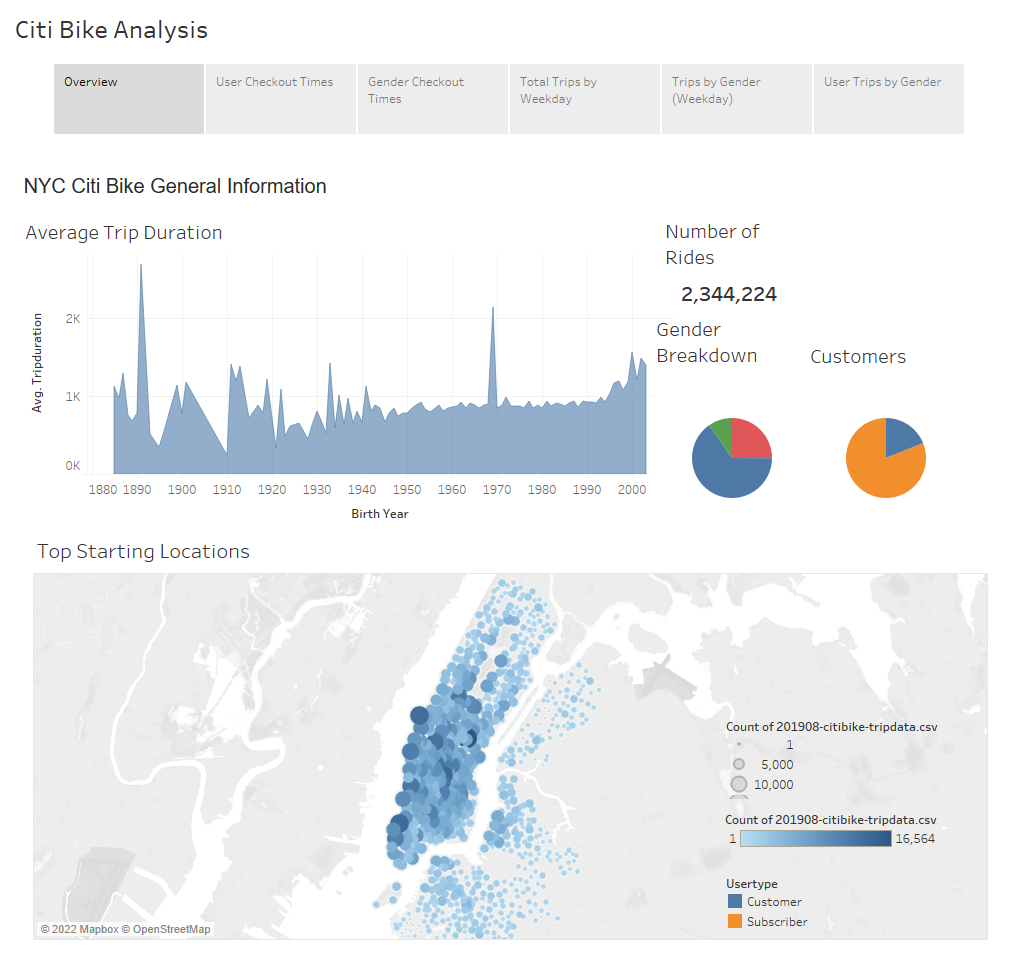 Citi Bike Analysis
Overview
User Checkout Times
Gender Checkout
Times
Total Trips by
Weekday
Trips by Gender
(Weekday)
User Trips by Gender
NYC Citi Bike General Information
Average Trip Duration
Avg. Tripduration
2K
1K
0K
1880 1890 1900 1910 1920 1930 1940 1950 1960 1970 1980 1990 2000
Birth Year
Number of
Rides
2,344,224
Gender
Breakdown
Customers
Top Starting Locations
Count of 201908-citibike-tripdata.csv
1
5,000
10,000
Count of 201908-citibike-tripdata.csv
1 16,564
Usertype
Customer
Subscriber
© 2022 Mapbox © OpenStreetMap